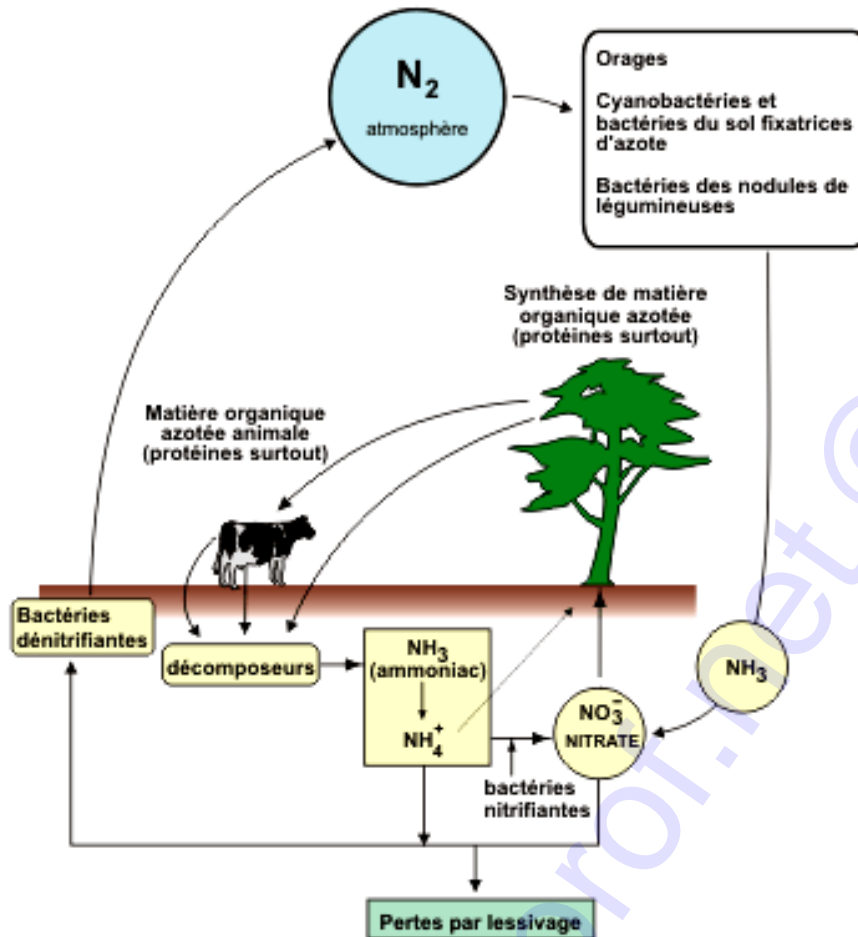 N2
atmosphère
Orages
Cyanobactéries et
bactéries du sol fixatrices
d'azote
Bactéries des nodules de
légumineuses
Synthèse de matière
organique azotée
(protéines surtout)
Matière organique
azotée animale
(protéines surtout)
Bactéries
dénitrifiantes
décomposeurs
NH3
(ammoniac)
NH4+
NO3-
NITRATE
NH3
bactéries
nitrifiantes
Pertes par lessivage
prof.net ©